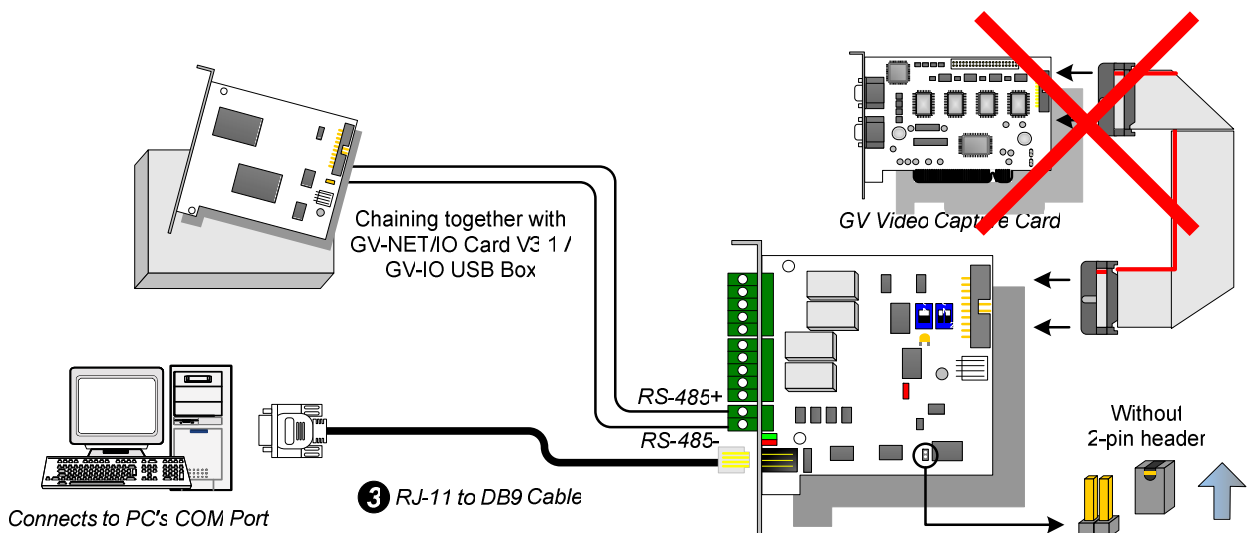 Chaining together with
GV-NET/IO Card V3 1 /
GV-IO USB Box
GV Video Capture Card
RS-485+
RS-485-
Without
2-pin header
3 RJ-11 to DB9 Cable
Connects to PC's COM Port